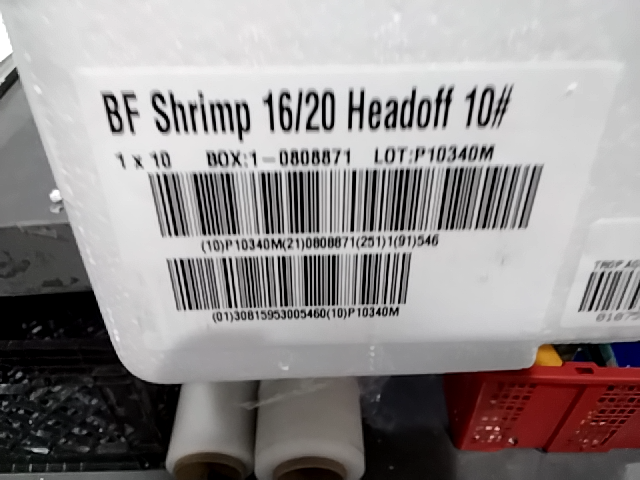 BF Shrimp 16/20 Headoff 10#
1 x 10 BOX:1-0808871 LOT:P10340M
(10)P10340M(21)0808871(251)1(91)546
(01)30815953005460(10)P10340M